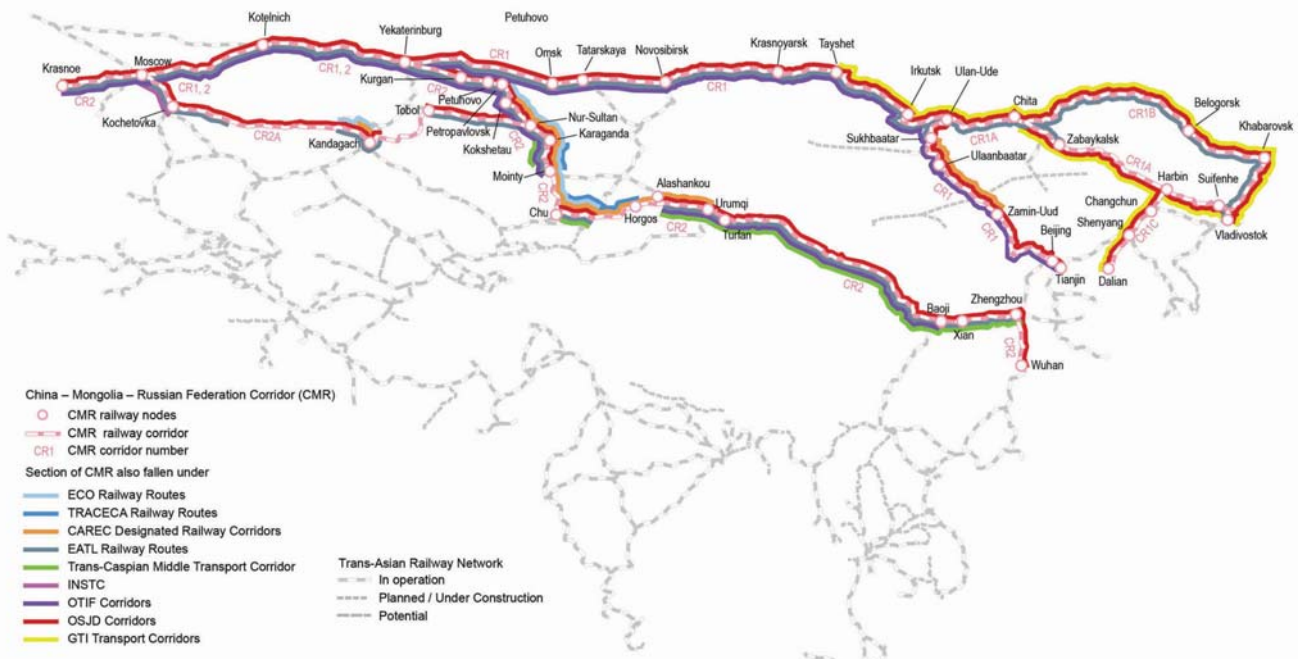 Petuhovo
Kotelnich
Yekaterinburg
Krasnoe
Moscow
CR1, 2
CR1, 2
CR2
Kochetovka
CR2A
Kandagach
Tobol
Kurgan
CR2
CR1
Petuhovo
Petropavlovsk
Kokshetau
CR2
Nur-Sultan
Karaganda
Mointy
CR2
Chu
Omsk
Tatarskaya
Novosibirsk
CR1
Krasnoyarsk
Tayshet
Irkutsk
Ulan-Ude
Sukhbaatar
CR1A
Chita
CR1B
Belogorsk
Khabarovsk
Zabaykalsk
CR1A
Harbin
Suifenhe
Vladivostok
Changchun
Shenyang
CR1C
Dalian
Ulaanbaatar
CR1
Zamin-Uud
CR1
Beijing
Tianjin
Alashankou
Horgos
CR2
Urumqi
Turfan
CR2
Baoji
Xian
Zhengzhou
CR2
Wuhan
China – Mongolia – Russian Federation Corridor (CMR)
CMR railway nodes
CMR railway corridor
CR1 CMR corridor number
Section of CMR also fallen under
ECO Railway Routes
TRACECA Railway Routes
CAREC Designated Railway Corridors
EATL Railway Routes
Trans-Caspian Middle Transport Corridor
INSTC
OTIF Corridors
OSJD Corridors
GTI Transport Corridors
Trans-Asian Railway Network
In operation
Planned / Under Construction
Potential